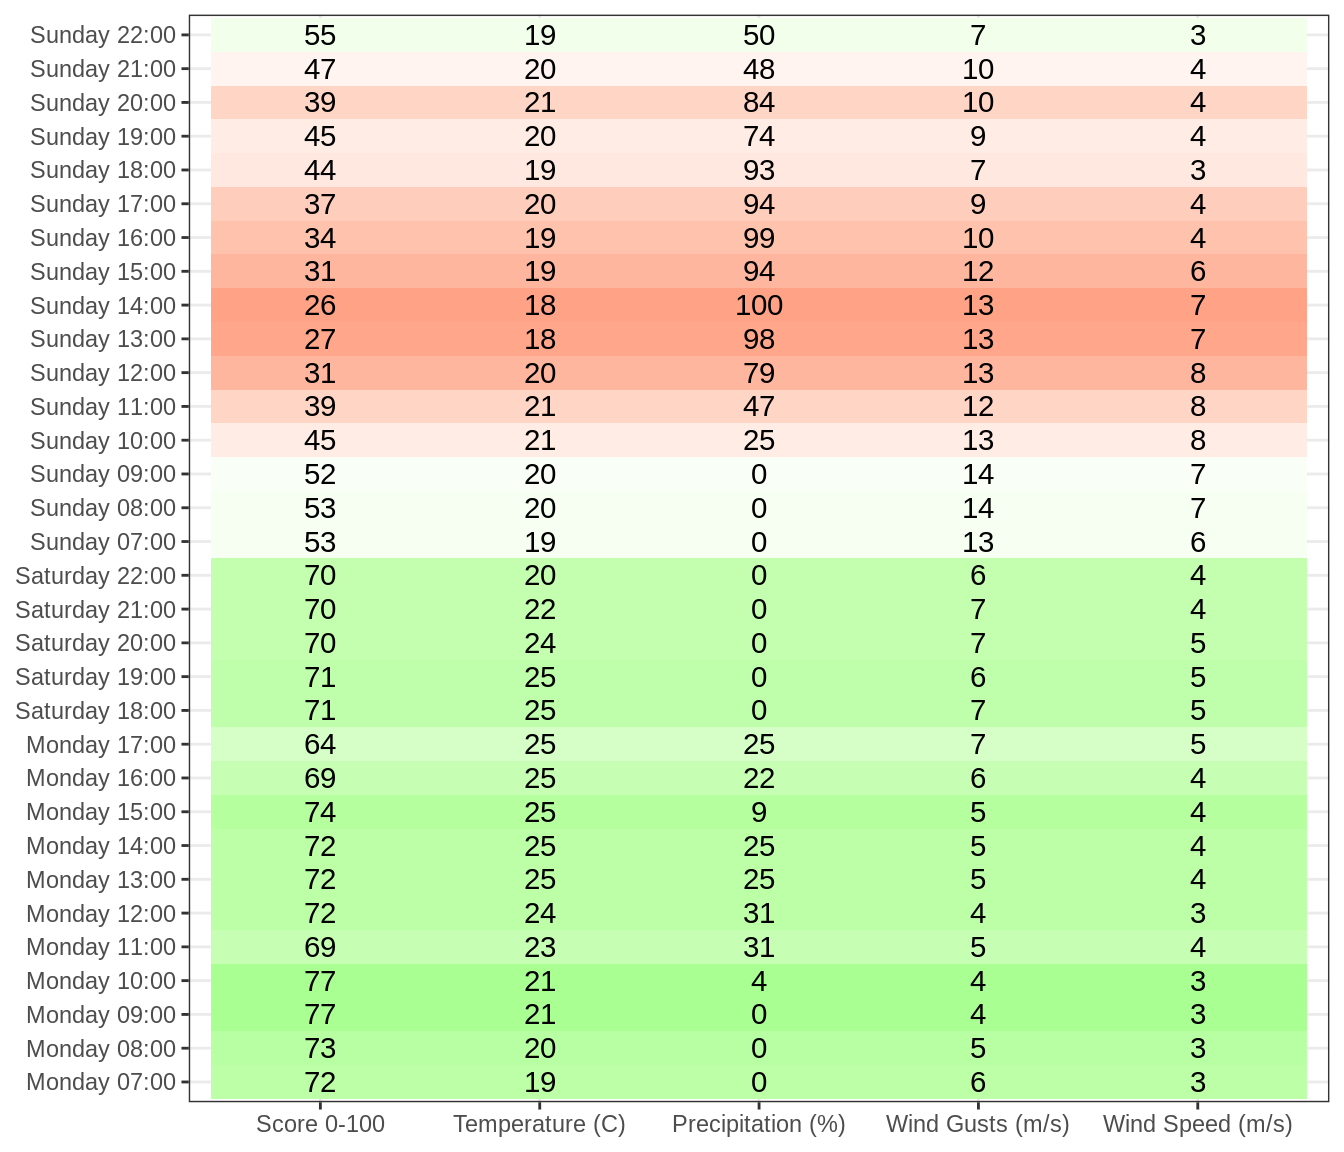 Sunday 22:00 55 19 50 7 3
Sunday 21:00 47 20 48 10 4
Sunday 20:00 39 21 84 10 4
Sunday 19:00 45 20 74 9 4
Sunday 18:00 44 19 93 7 3
Sunday 17:00 37 20 94 9 4
Sunday 16:00 34 19 99 10 4
Sunday 15:00 31 19 94 12 6
Sunday 14:00 26 18 100 13 7
Sunday 13:00 27 18 98 13 7
Sunday 12:00 31 20 79 13 8
Sunday 11:00 39 21 47 12 8
Sunday 10:00 45 21 25 13 8
Sunday 09:00 52 20 0 14 7
Sunday 08:00 53 20 0 14 7
Sunday 07:00 53 19 0 13 6
Saturday 22:00 70 20 0 6 4
Saturday 21:00 70 22 0 7 4
Saturday 20:00 70 24 0 7 5
Saturday 19:00 71 25 0 6 5
Saturday 18:00 71 25 0 7 5
Monday 17:00 64 25 25 7 5
Monday 16:00 69 25 22 6 4
Monday 15:00 74 25 9 5 4
Monday 14:00 72 25 25 5 4
Monday 13:00 72 25 25 5 4
Monday 12:00 72 24 31 4 3
Monday 11:00 69 23 31 5 4
Monday 10:00 77 21 4 4 3
Monday 09:00 77 21 0 4 3
Monday 08:00 73 20 0 5 3
Monday 07:00 72 19 0 6 3
Score 0-100 Temperature (C) Precipitation (%) Wind Gusts (m/s) Wind Speed (m/s)